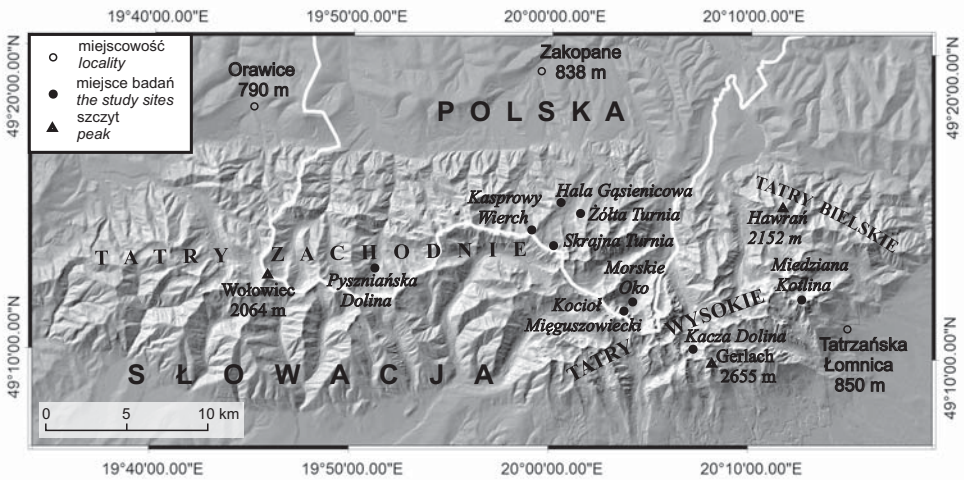 19°40'00.00"E
19°50'00.00"E
20°00'00.00"E
20°10'00.00"E
miejscowość
locality
miejsce badań
the study sites
szczyt
peak
49°20'00.00"N
49°20'00.00"N
Orawice
790 m
Zakopane
838 m
POLSKA
Kasprowy
Wierch
Hala Gąsienicowa
Żółta Turnia
Skrajna Turnia
TATRY BIELSKIE
Hawrań
2152 m
TATRY ZACHODNIE
Wołowiec
2064 m
Pyszniańska
Dolina
Morskie
Oko
Kocioł
Mięguszowiecki
Miedziana
Kotlina
TATRY WYSOKIE
Kacza Dolina
Gerlach
2655 m
Tatrzańska
Łomnica
850 m
SŁOWACJA
49°10'00.00"N
49°10'00.00"N
0 5 10 km
19°40'00.00"E
19°50'00.00"E
20°00'00.00"E
20°10'00.00"E